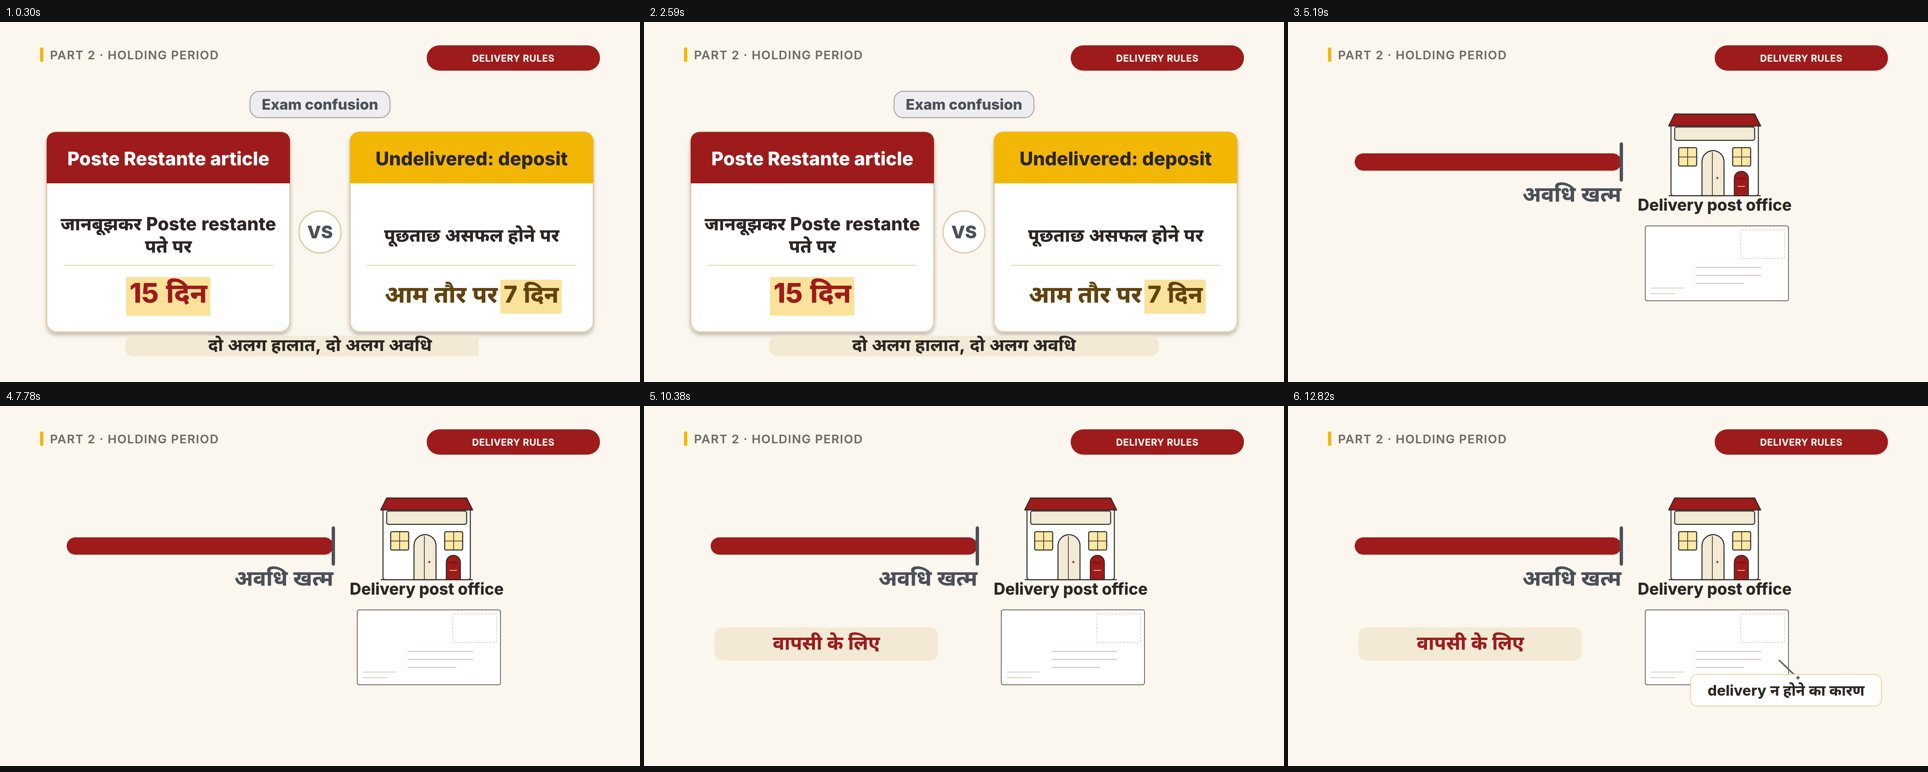 1. 0.30s
PART 2 · HOLDING PERIOD
DELIVERY RULES
Exam confusion
Poste Restante article
Undelivered: deposit
जानबूझकर Poste restante
पते पर
VS
पूछताछ असफल होने पर
15 दिन
आम तौर पर 7 दिन
दो अलग हालात, दो अलग अवधि
2. 2.59s
PART 2 · HOLDING PERIOD
DELIVERY RULES
Exam confusion
Poste Restante article
Undelivered: deposit
जानबूझकर Poste restante
पते पर
VS
पूछताछ असफल होने पर
15 दिन
आम तौर पर 7 दिन
दो अलग हालात, दो अलग अवधि
3. 5.19s
PART 2 · HOLDING PERIOD
DELIVERY RULES
अवधि खत्म
Delivery post office
4. 7.78s
PART 2 · HOLDING PERIOD
DELIVERY RULES
अवधि खत्म
Delivery post office
5. 10.38s
PART 2 · HOLDING PERIOD
DELIVERY RULES
अवधि खत्म
Delivery post office
वापसी के लिए
6. 12.82s
PART 2 · HOLDING PERIOD
DELIVERY RULES
अवधि खत्म
Delivery post office
वापसी के लिए
delivery न होने का कारण